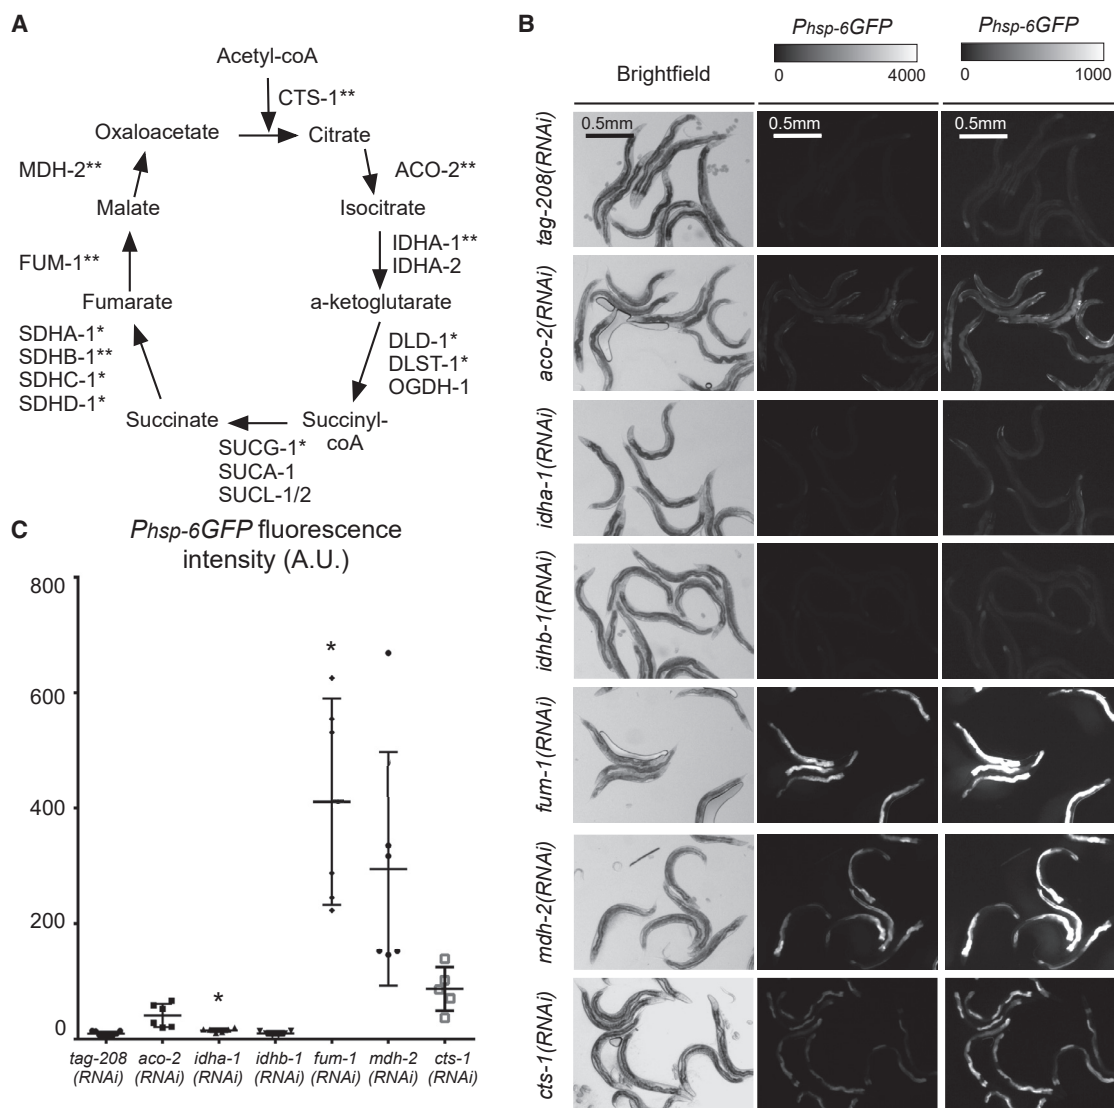 A
Acetyl-coA
CTS-1**
Oxaloacetate
Citrate
MDH-2**
ACO-2**
Malate
Isocitrate
IDHA-1**
IDHA-2
FUM-1**
Fumarate
a-ketoglutarate
SDHA-1*
SDHB-1**
SDHC-1*
SDHD-1*
DLD-1*
DLST-1*
OGDH-1
Succinate
Succinyl-
coA
SUCG-1*
SUCA-1
SUCL-1/2
B
Brightfield
Phsp-6GFP
0 4000
Phsp-6GFP
0 1000
tag-208(RNAi)
0.5mm
0.5mm
0.5mm
aco-2(RNAi)
idha-1(RNAi)
idhb-1(RNAi)
fum-1(RNAi)
mdh-2(RNAi)
cts-1(RNAi)
C
Phsp-6GFP fluorescence
intensity (A.U.)
800
600
400
200
0
*
*
tag-208
(RNAi)
aco-2
(RNAi)
idha-1
(RNAi)
idhb-1
(RNAi)
fum-1
(RNAi)
mdh-2
(RNAi)
cts-1
(RNAi)